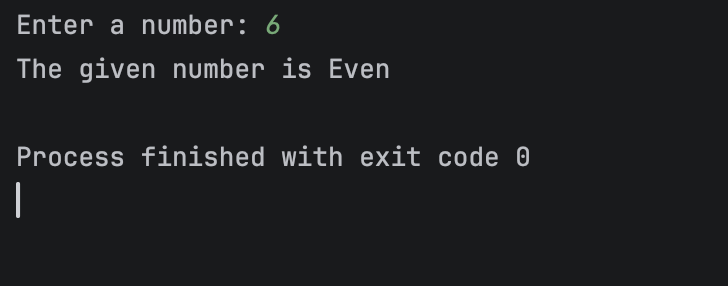 Enter a number: 6
The given number is Even
Process finished with exit code 0